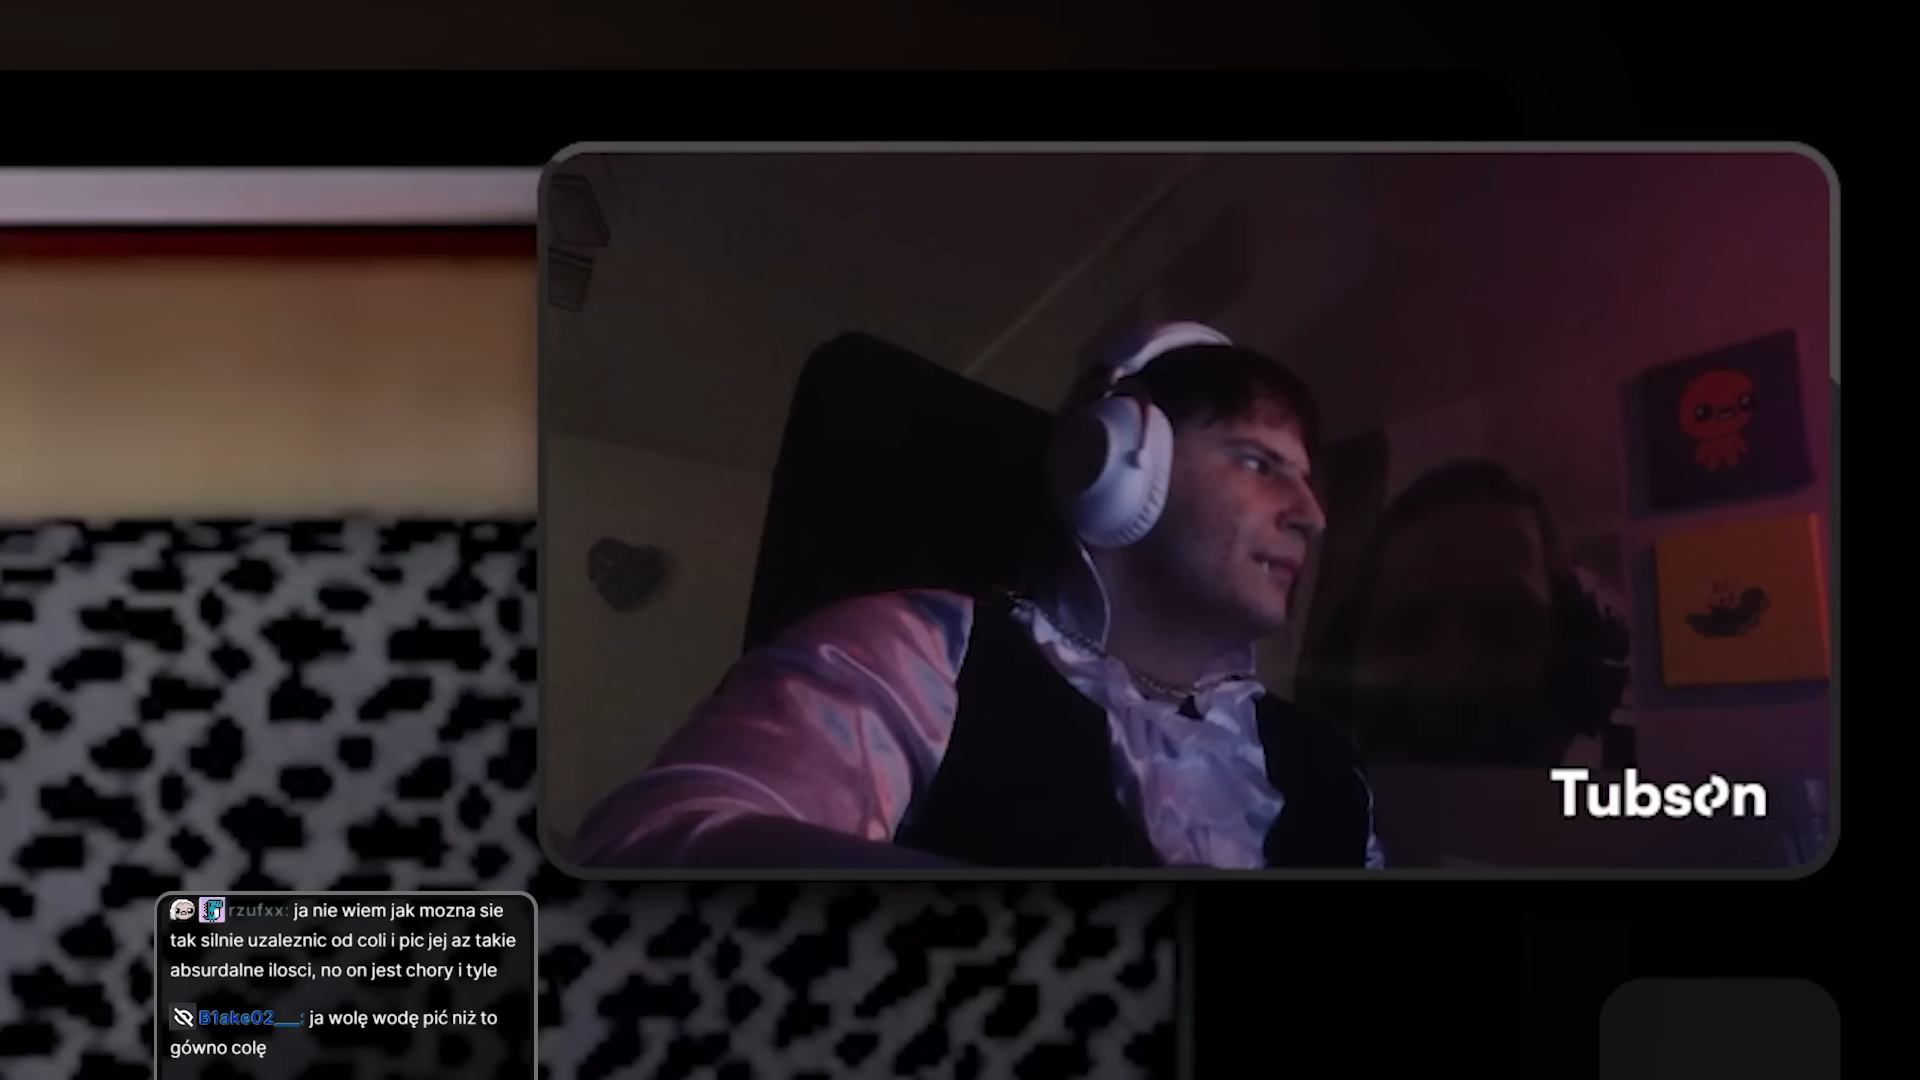 Tubson
rzufxx: ja nie wiem jak mozna sie
tak silnie uzaleznic od coli i pic jej az takie
absurdalne ilosci, no on jest chory i tyle
B1ake02__: ja wolę wodę pić niż to
gówno colę